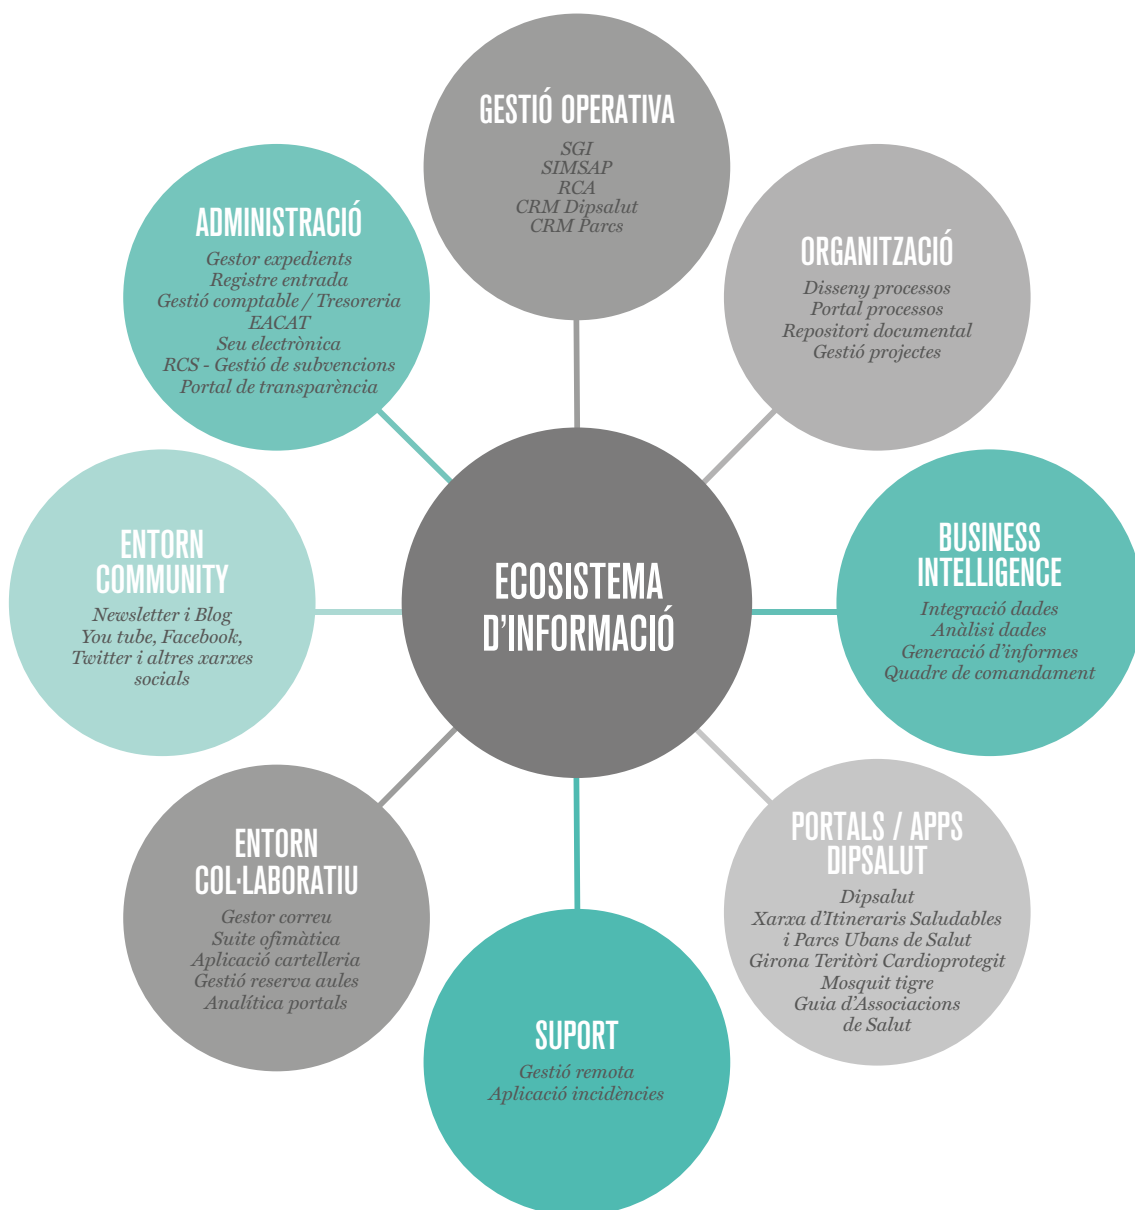 GESTIÓ OPERATIVA
SGI
SIMSAP
RCA
CRM Dipsalut
CRM Parcs
ADMINISTRACIÓ
Gestor expedients
Registre entrada
Gestió comptable / Tresoreria
EACAT
Seu electrònica
RCS - Gestió de subvencions
Portal de transparència
ORGANITZACIÓ
Disseny processos
Portal processos
Repositori documental
Gestió projectes
ENTORN
COMMUNITY
Newsletter i Blog
You tube, Facebook,
Twitter i altres xarxes
socials
ECOSISTEMA
D'INFORMACIÓ
BUSINESS
INTELLIGENCE
Integració dades
Anàlisi dades
Generació d'informes
Quadre de comandament
ENTORN
COL·LABORATIU
Gestor correu
Suite ofimàtica
Aplicació cartelleria
Gestió reserva aules
Analítica portals
PORTALS / APPS
DIPSALUT
Dipsalut
Xarxa d'Itineraris Saludables
i Parcs Ubans de Salut
Girona Teritòri Cardioprotegit
Mosquit tigre
Guia d'Associacions
de Salut
SUPORT
Gestió remota
Aplicació incidències